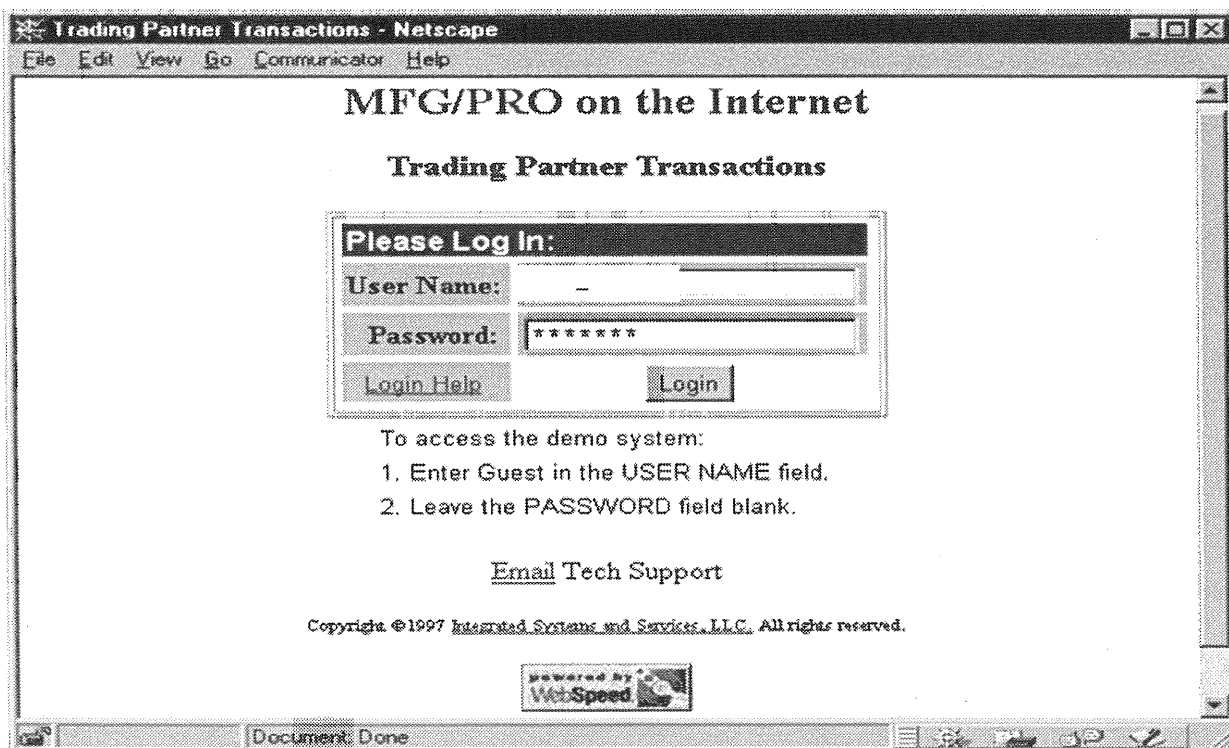 Trading Partner Transactions - Netscape
File Edit View Go Communicator Help
MFG/PRO on the Internet
Trading Partner Transactions
Please Log In:
User Name:
Password: *******
Login Help Login
To access the demo system:
1. Enter Guest in the USER NAME field.
2. Leave the PASSWORD field blank.
Email Tech Support
Copyright ©1997 Integrated Systems and Services, LLC. All rights reserved.
powered by
WebSpeed
Document: Done